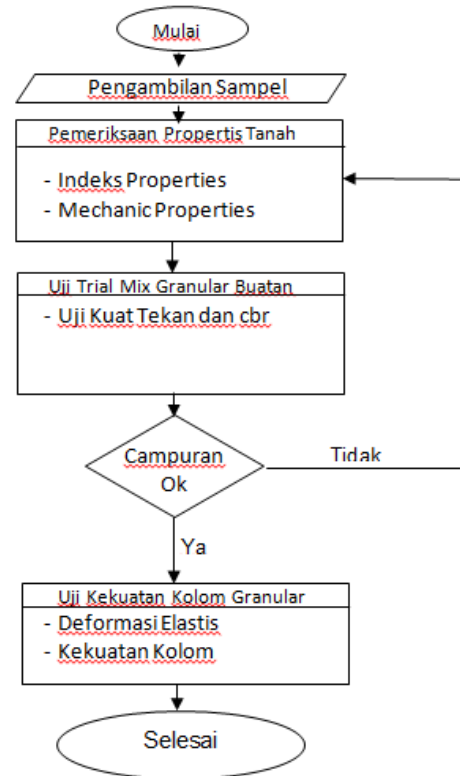 Mulai
Pengambilan Sampel
Pemeriksaan Propertis Tanah
- Indeks Properties
- Mechanic Properties
Uji Trial Mix Granular Buatan
- Uji Kuat Tekan dan cbr
Campuran
Ok
Tidak
Ya
Uji Kekuatan Kolom Granular
- Deformasi Elastis
- Kekuatan Kolom
Selesai